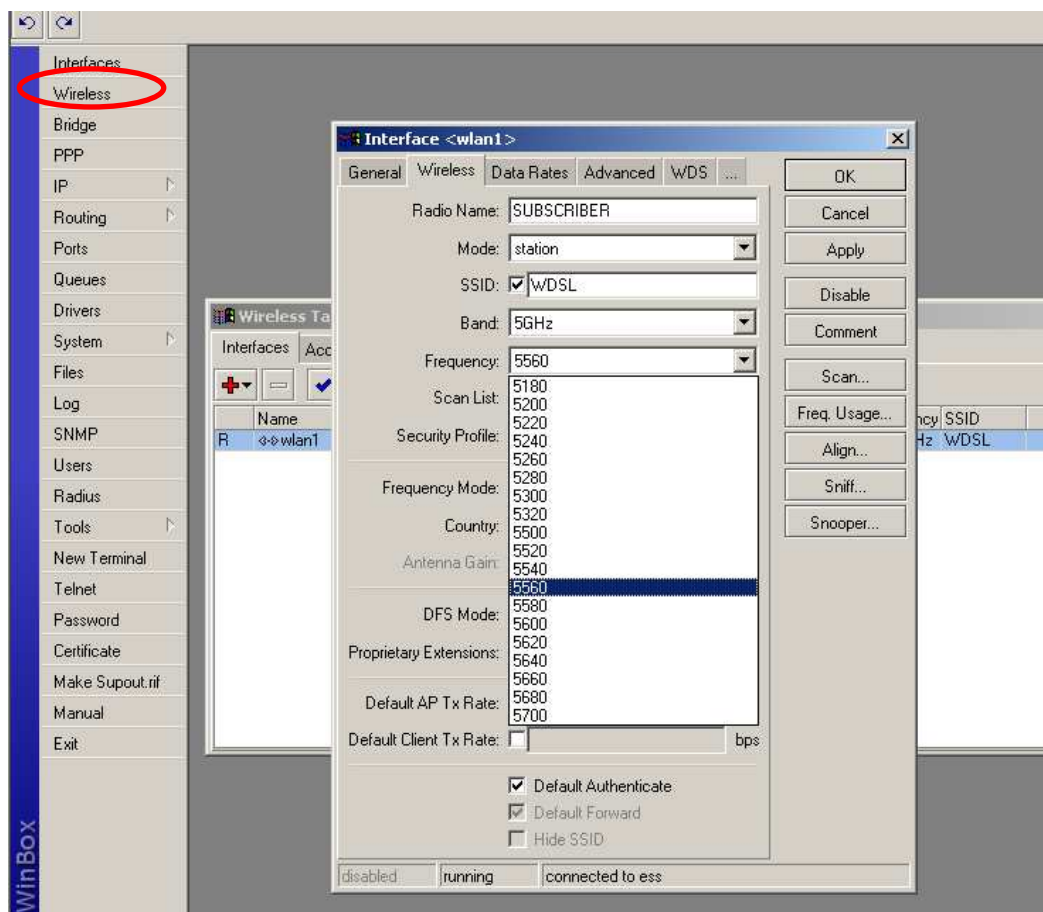 Interfaces
Wireless
Bridge
PPP
IP
Routing
Ports
Queues
Drivers
System
Files
Log
SNMP
Users
Radius
Tools
New Terminal
Telnet
Password
Certificate
Make Supout.rif
Manual
Exit
WinBox
Wireless Ta
Interfaces Acc
Name
R wlan1
ncy SSID
Hz WDSL
Interface <wlan1>
General Wireless Data Rates Advanced WDS ...
Radio Name: SUBSCRIBER
Mode: station
SSID: WDSL
Band: 5GHz
Frequency: 5560
5180
5200
5220
5240
5260
5280
5300
5320
5500
5520
5540
5560
5580
5600
5620
5640
5660
5680
5700
Scan List:
Security Profile:
Frequency Mode:
Country:
Antenna Gain:
DFS Mode:
Proprietary Extensions:
Default AP Tx Rate:
Default Client Tx Rate: bps
Default Authenticate
Default Forward
Hide SSID
disabled running connected to ess
OK
Cancel
Apply
Disable
Comment
Scan...
Freq. Usage...
Align...
Sniff...
Snooper...